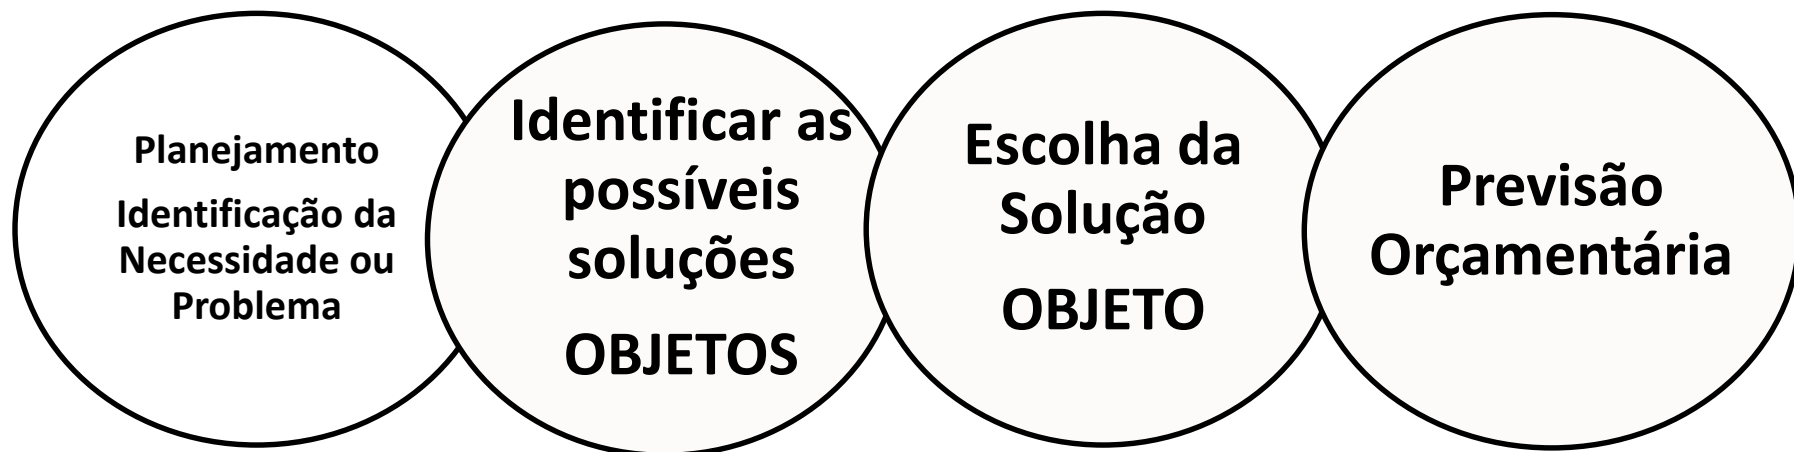 Planejamento
Identificação da
Necessidade ou
Problema
Identificar as
possíveis
soluções
OBJETOS
Escolha da
Solução
OBJETO
Previsão
Orçamentária